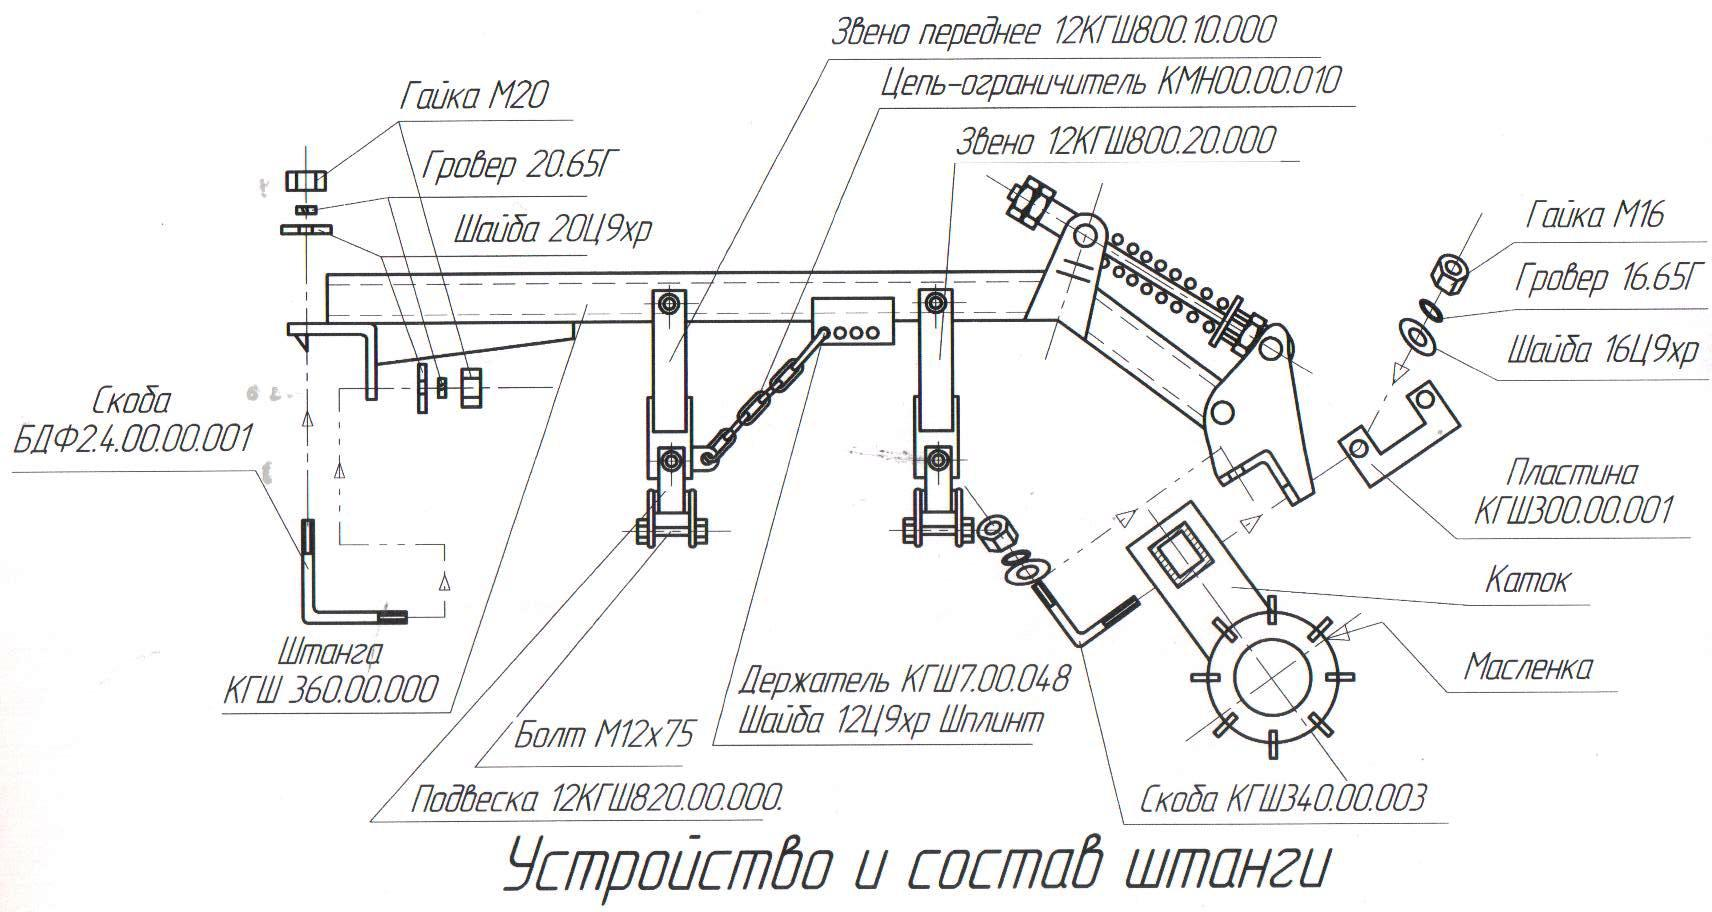 Звено переднее 12КГШ800.10.000
Цепь-ограничитель КМН00.00.010
Звено 12КГШ800.20.000
Гайка М20
Гровер 20.65Г
Шайба 20Ц9хр
Гайка М16
Гровер 16.65Г
Шайба 16Ц9хр
Скоба
БДФ2.4.00.00.001
Пластина
КГШ300.00.001
Каток
Масленка
Штанга
КГШ 360.00.000
Держатель КГШ7.00.048
Шайба 12Ц9хр Шплинт
Болт М12х75
Подвеска 12КГШ820.00.000.
Скоба КГШ340.00.003
Устройство и состав штанги